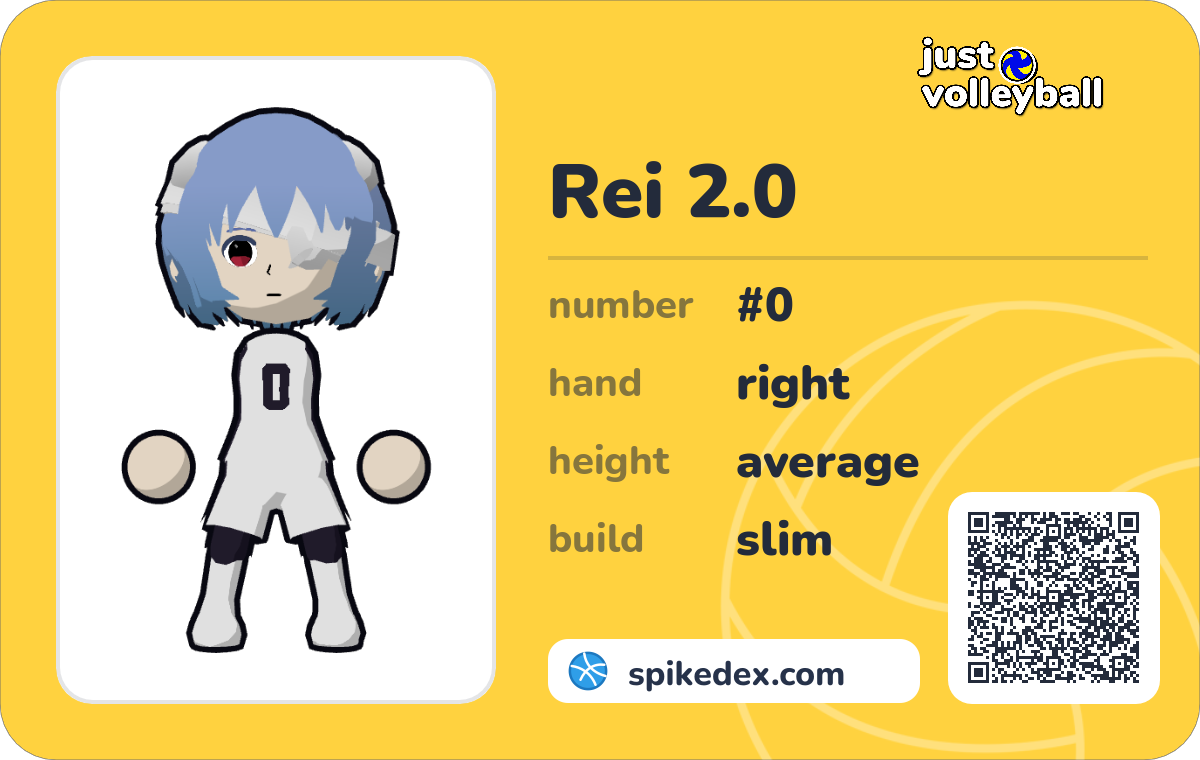 just
volleyball
Rei 2.0
number #0
hand right
height average
build slim
0
spikedex.com